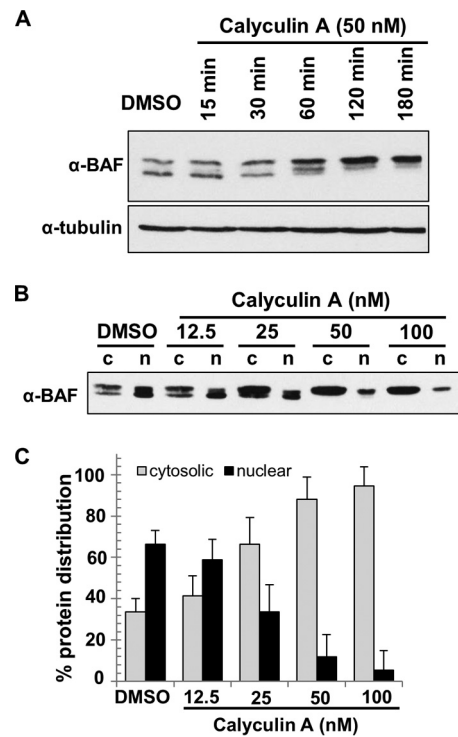 A
Calyculin A (50 nM)
DMSO
15 min
30 min
60 min
120 min
180 min
α-BAF
α-tubulin
B
Calyculin A (nM)
DMSO 12.5 25 50 100
c n c n c n c n c n
α-BAF
C
cytosolic nuclear
% protein distribution
100
80
60
40
20
0
DMSO 12.5 25 50 100
Calyculin A (nM)